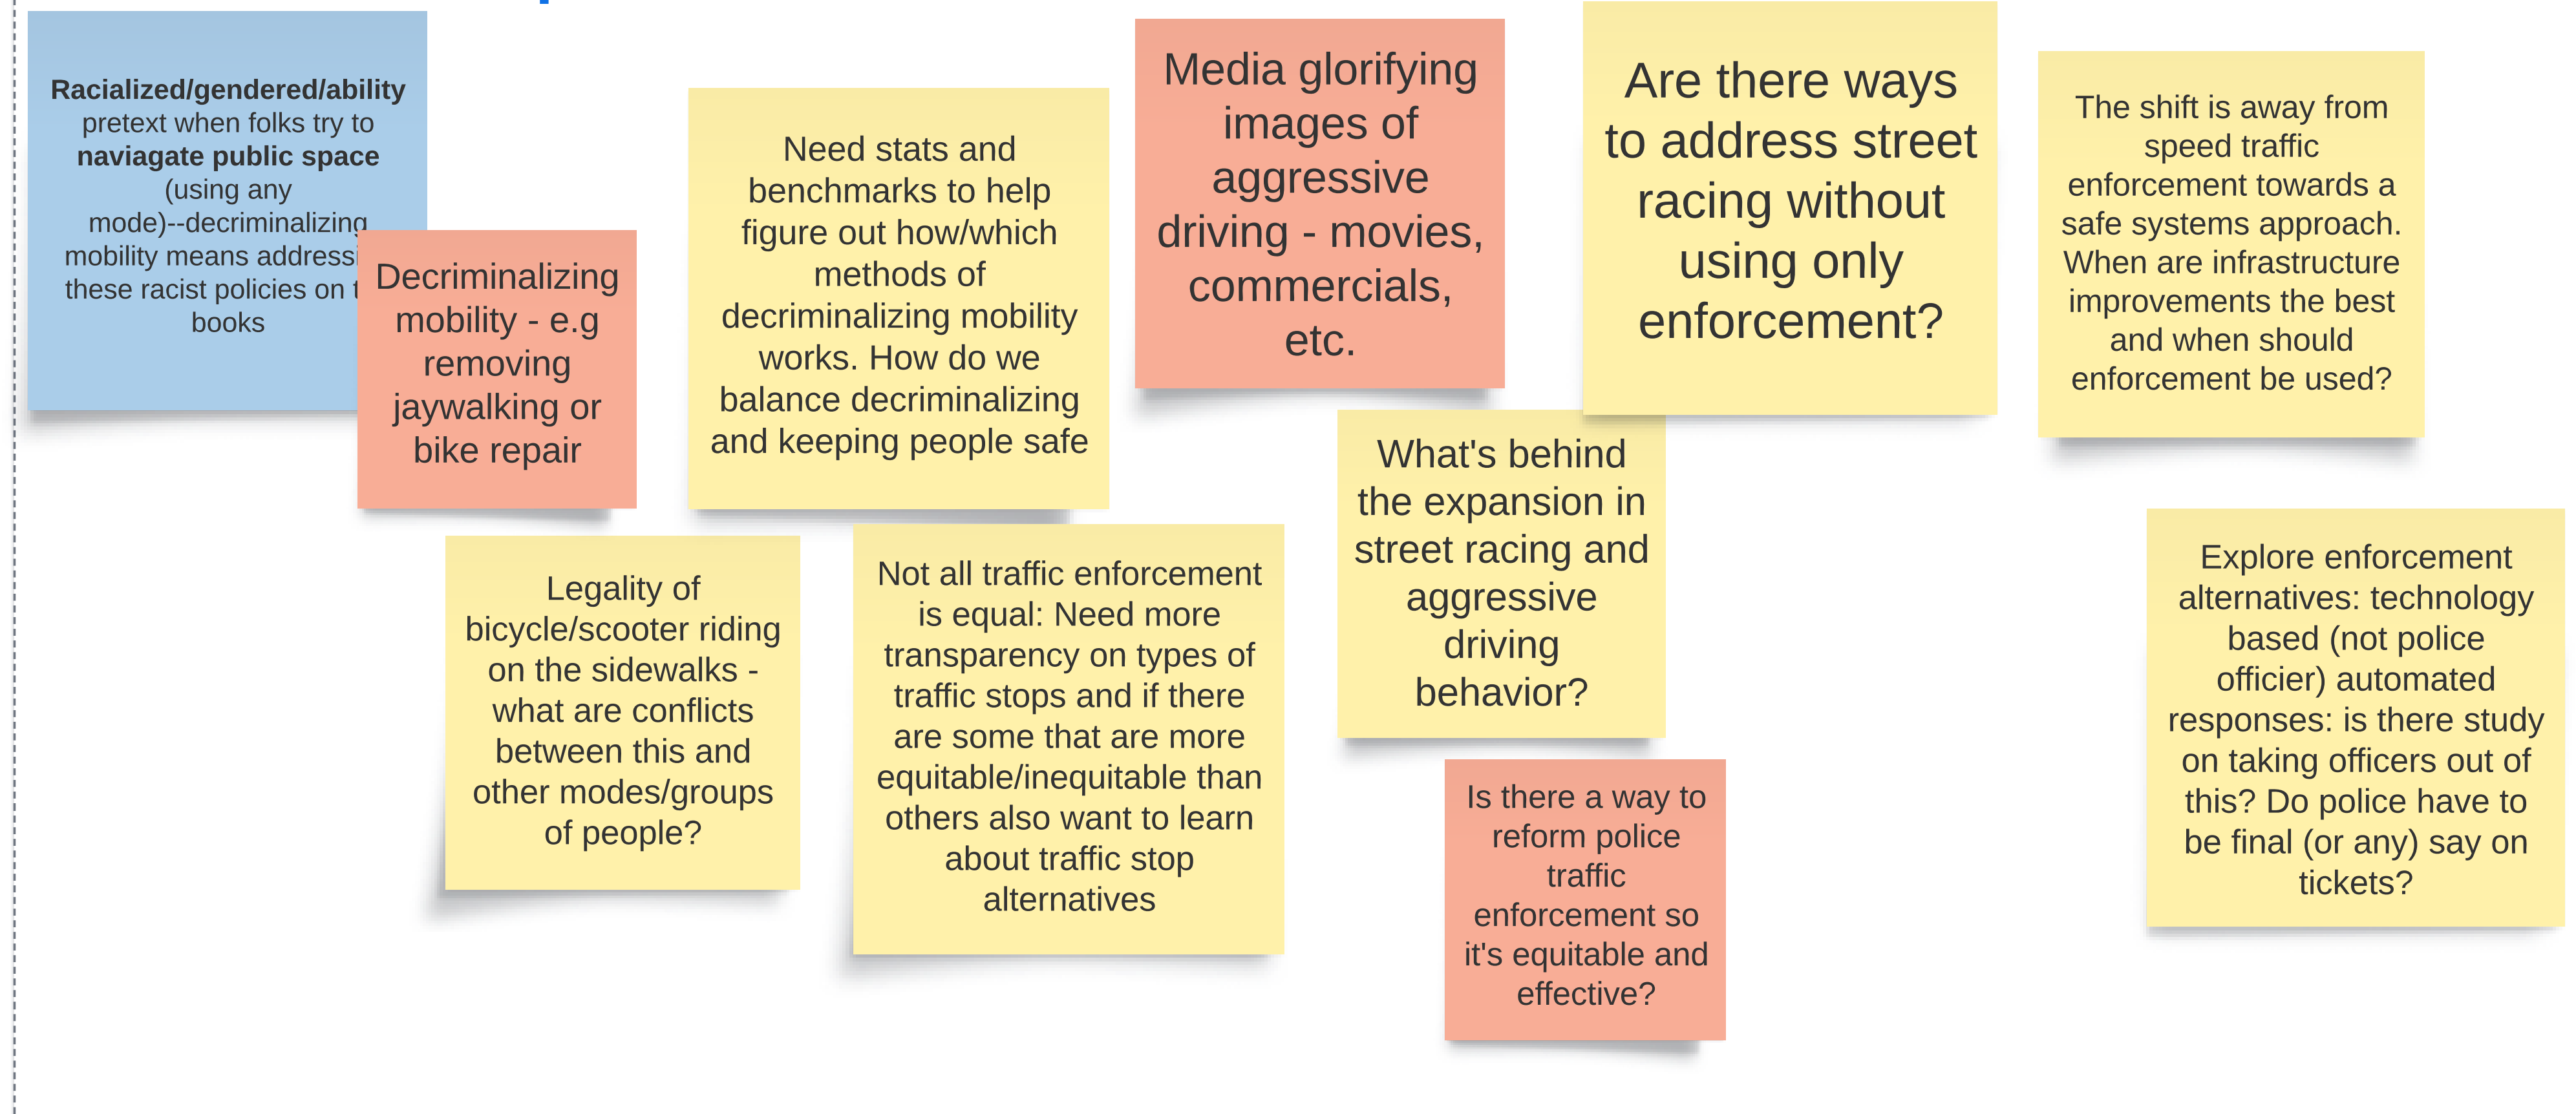 Racialized/gendered/ability
pretext when folks try to
naviagate public space
(using any
mode)--decriminalizing
mobility means
these racist policies on
books
Decriminalizing
mobility - e.g
removing
jaywalking or
bike repair
Need stats and
benchmarks to help
figure out how/which
methods of
decriminalizing mobility
works. How do we
balance decriminalizing
and keeping people safe
Legality of
bicycle/scooter riding
on the sidewalks -
what are conflicts
between this and
other modes/groups
of people?
Not all traffic enforcement
is equal: Need more
transparency on types of
traffic stops and if there
are some that are more
equitable/inequitable than
others also want to learn
about traffic stop
alternatives
Media glorifying
images of
aggressive
driving - movies,
commercials,
etc.
What's behind
the expansion in
street racing and
aggressive
driving
behavior?
Are there ways
to address street
racing without
using only
enforcement?
Is there a way to
reform police
traffic
enforcement so
it's equitable and
effective?
The shift is away from
speed traffic
enforcement towards a
safe systems approach.
When are infrastructure
improvements the best
and when should
enforcement be used?
Explore enforcement
alternatives: technology
based (not police
officier) automated
responses: is there study
on taking officers out of
this? Do police have to
be final (or any) say on
tickets?